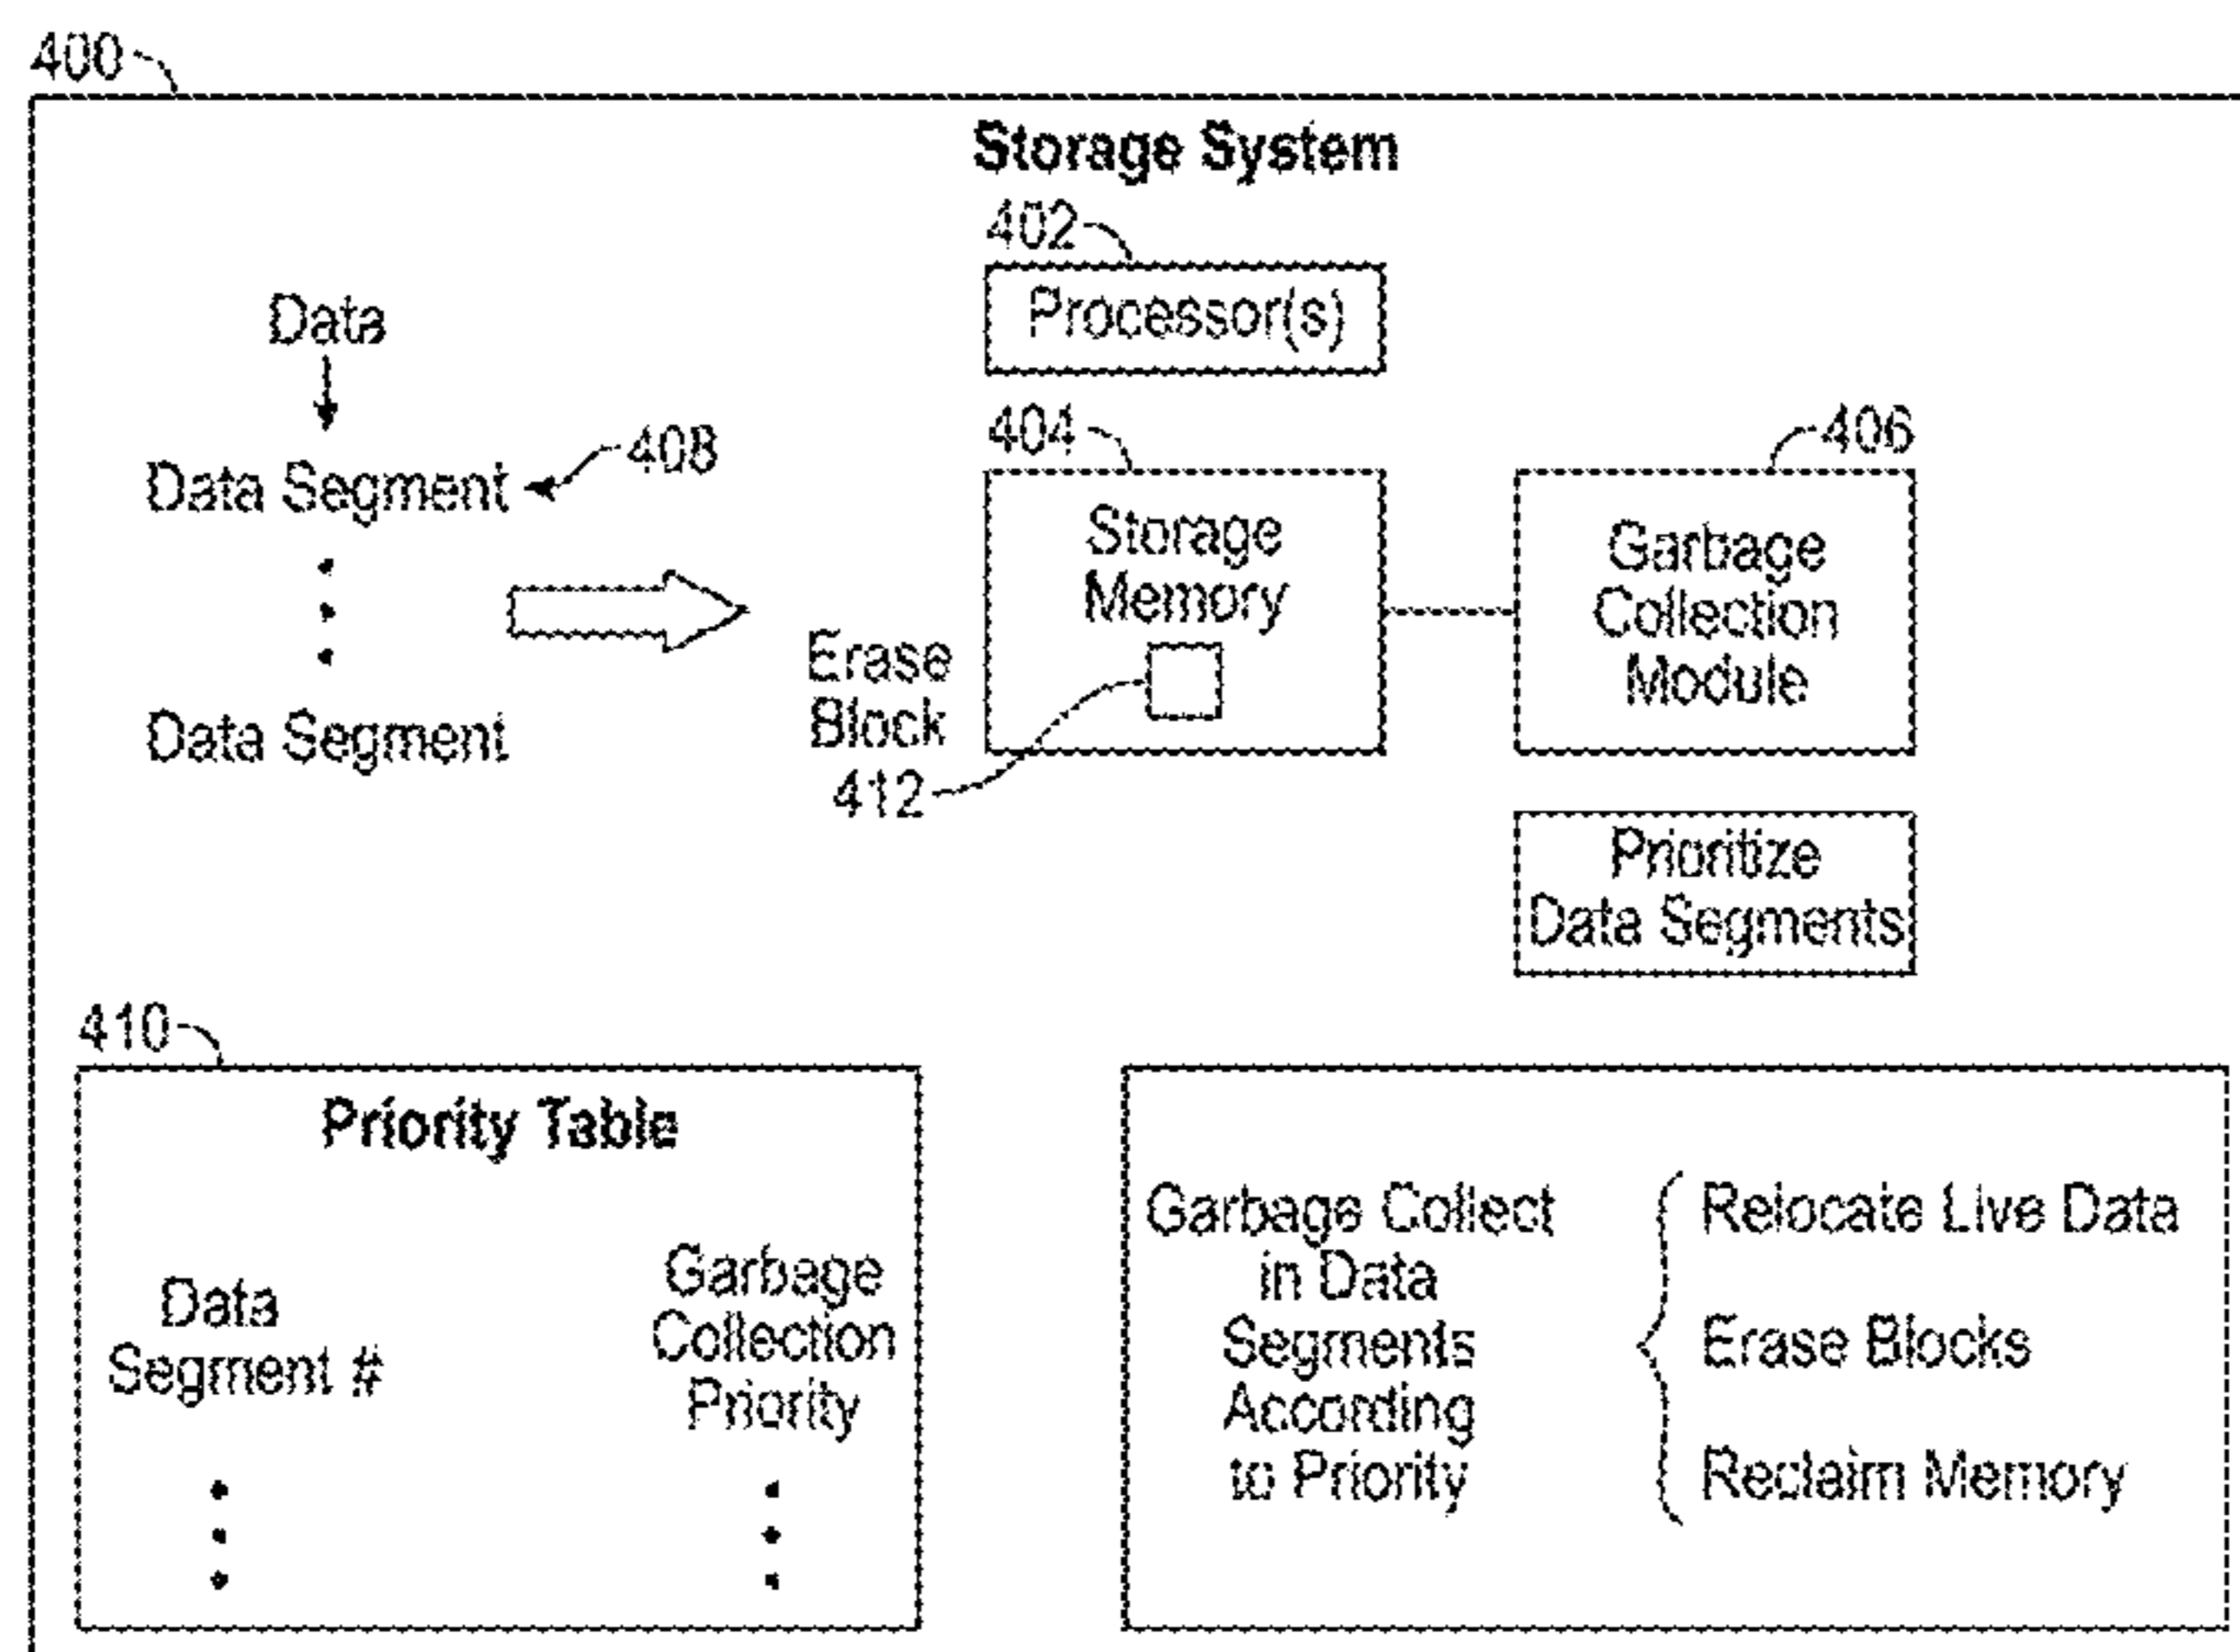 400
Storage System
402
Processor(s)
Data
Data Segment
408
Data Segment
404
Storage
Memory
Erase
Block
412
406
Garbage
Collection
Module
Prioritize
Data Segments
410
Priority Table
Data
Segment #
Garbage
Collection
Priority
Garbage Collect
in Data
Segments
According
to Priority
Relocate Live Data
Erase Blocks
Reclaim Memory